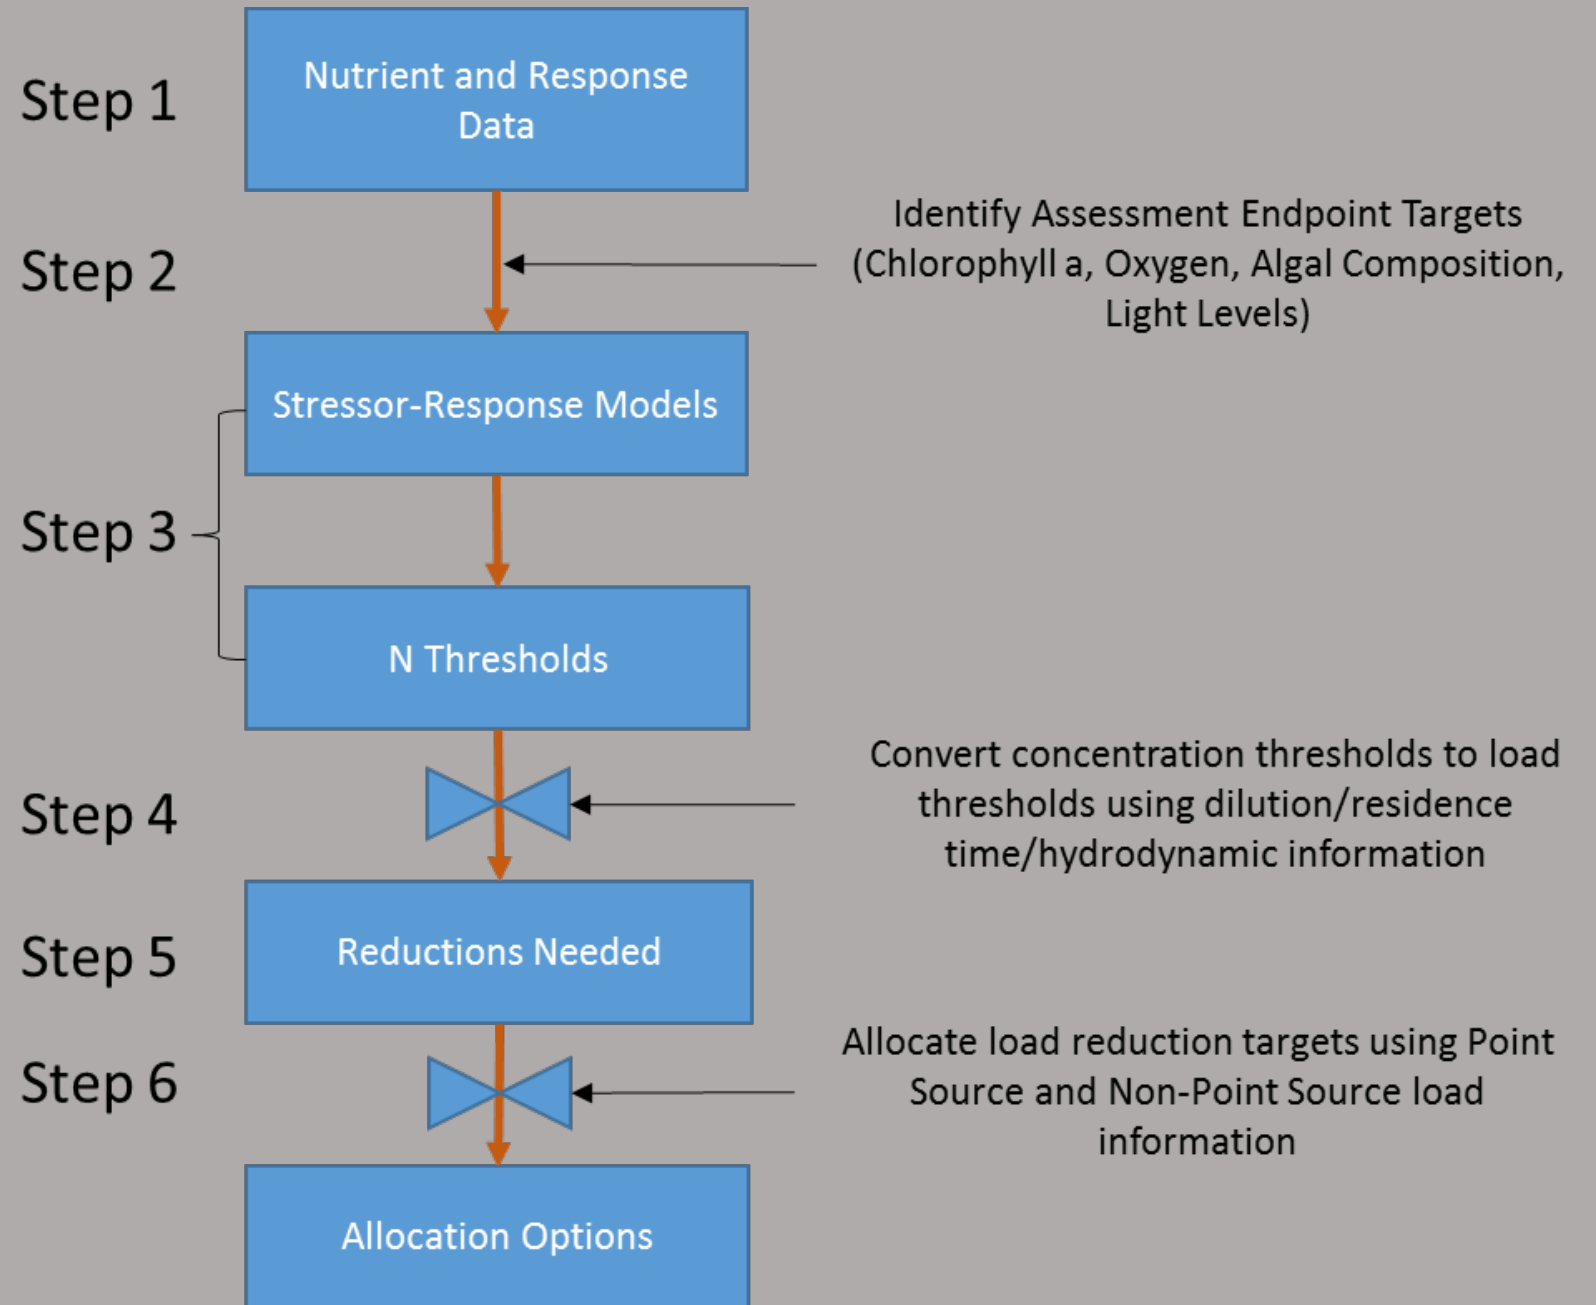 Step 1
Nutrient and Response
Data
Step 2
Identify Assessment Endpoint Targets
(Chlorophyll a, Oxygen, Algal Composition,
Light Levels)
Stressor-Response Models
Step 3
N Thresholds
Step 4
Convert concentration thresholds to load
thresholds using dilution/residence
time/hydrodynamic information
Step 5
Reductions Needed
Step 6
Allocate load reduction targets using Point
Source and Non-Point Source load
information
Allocation Options